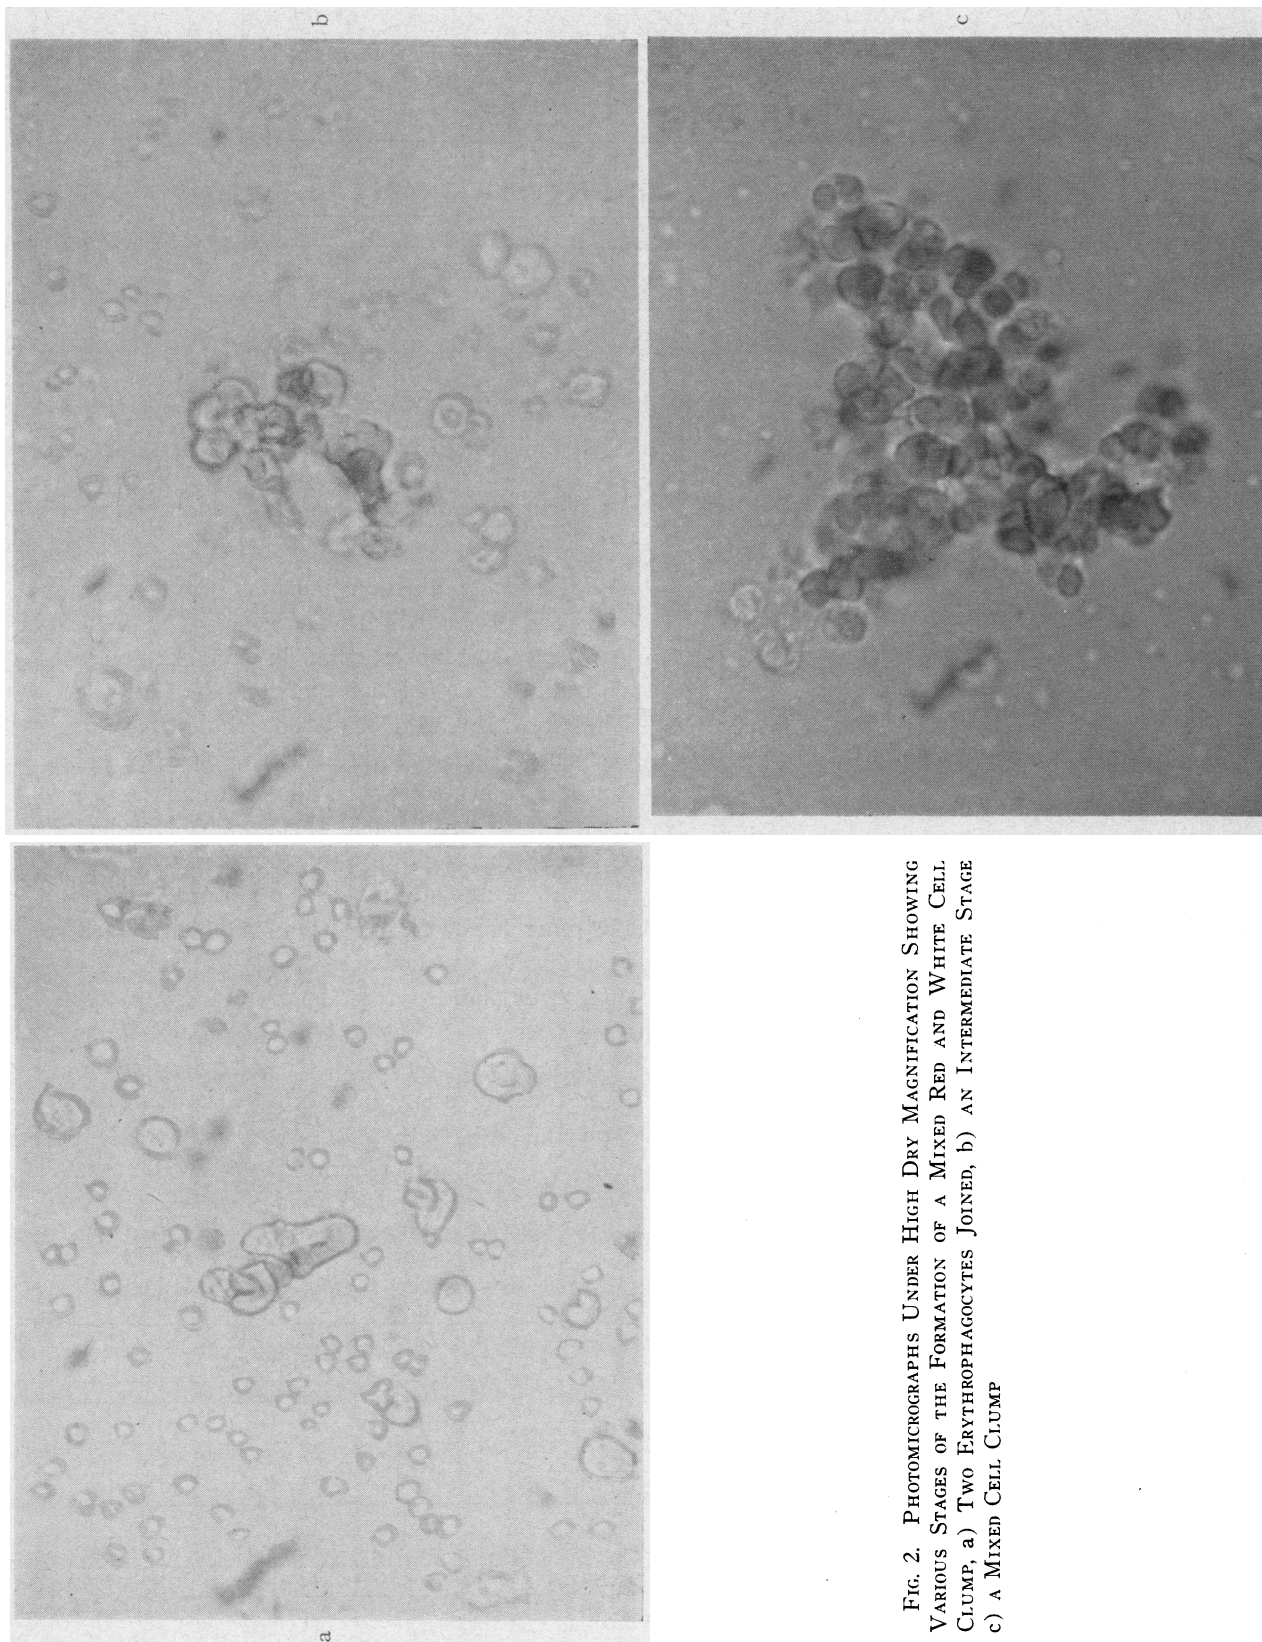 a
b
c
FIG. 2. PHOTOMICROGRAPHS UNDER HIGH DRY MAGNIFICATION SHOWING
VARIOUS STAGES OF THE FORMATION OF A MIXED RED AND WHITE CELL
CLUMP, a) TWO ERYTHROPHAGOCYTES JOINED, b) AN INTERMEDIATE STAGE
c) A MIXED CELL CLUMP